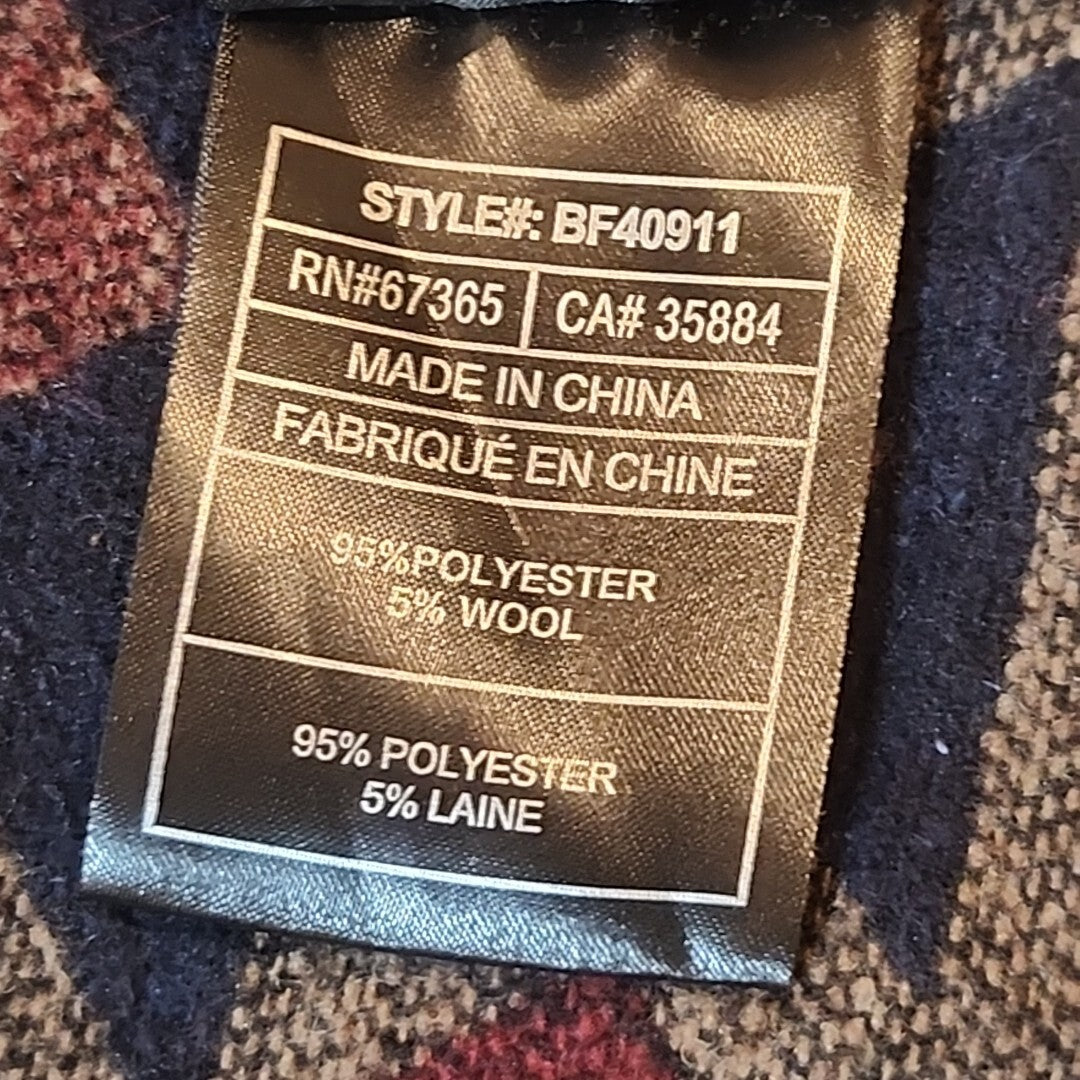 STYLE#: BF40911
RN#67365 CA# 35884
MADE IN CHINA
FABRIQUÉ EN CHINE
95%POLYESTER
5% WOOL
95% POLYESTER
5% LAINE